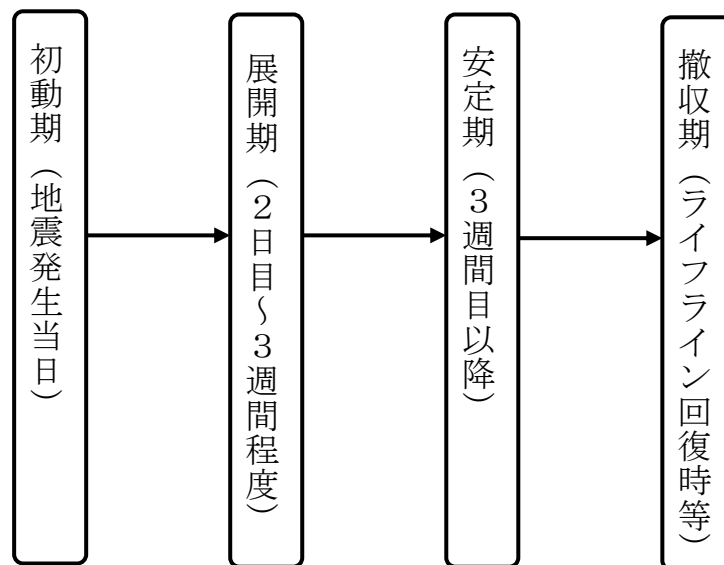 初動期（地震発生当日）
展開期（２日目～３週間程度）
安定期（３週間目以降）
撤収期（ライフライン回復時等）